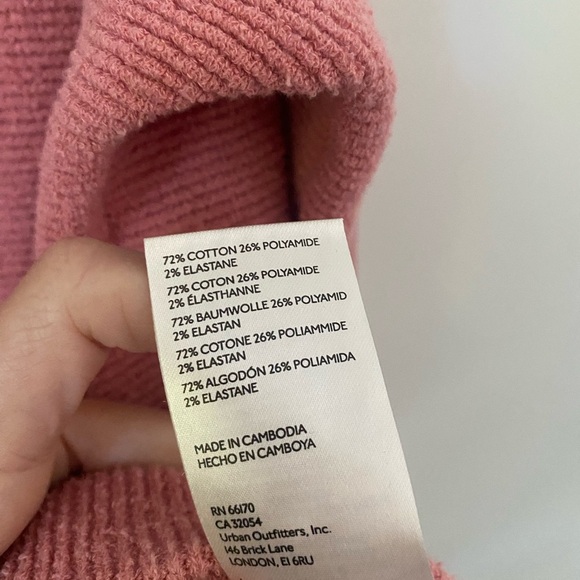 72% COTTON 26% POLYAMIDE
2% ELASTANE
72% COTON 26% POLYAMIDE
2% ÉLASTHANNE
72% BAUMWOLLE 26% POLYAMID
2% ELASTAN
72% COTONE 26% POLIAMMIDE
2% ELASTAN
72% ALGODÓN 26% POLIAMIDA
2% ELASTANE
MADE IN CAMBODIA
HECHO EN CAMBOYA
RN 66170
CA 32054
Urban Outfitters, Inc.
146 Brick Lane
LONDON, E1 6RU